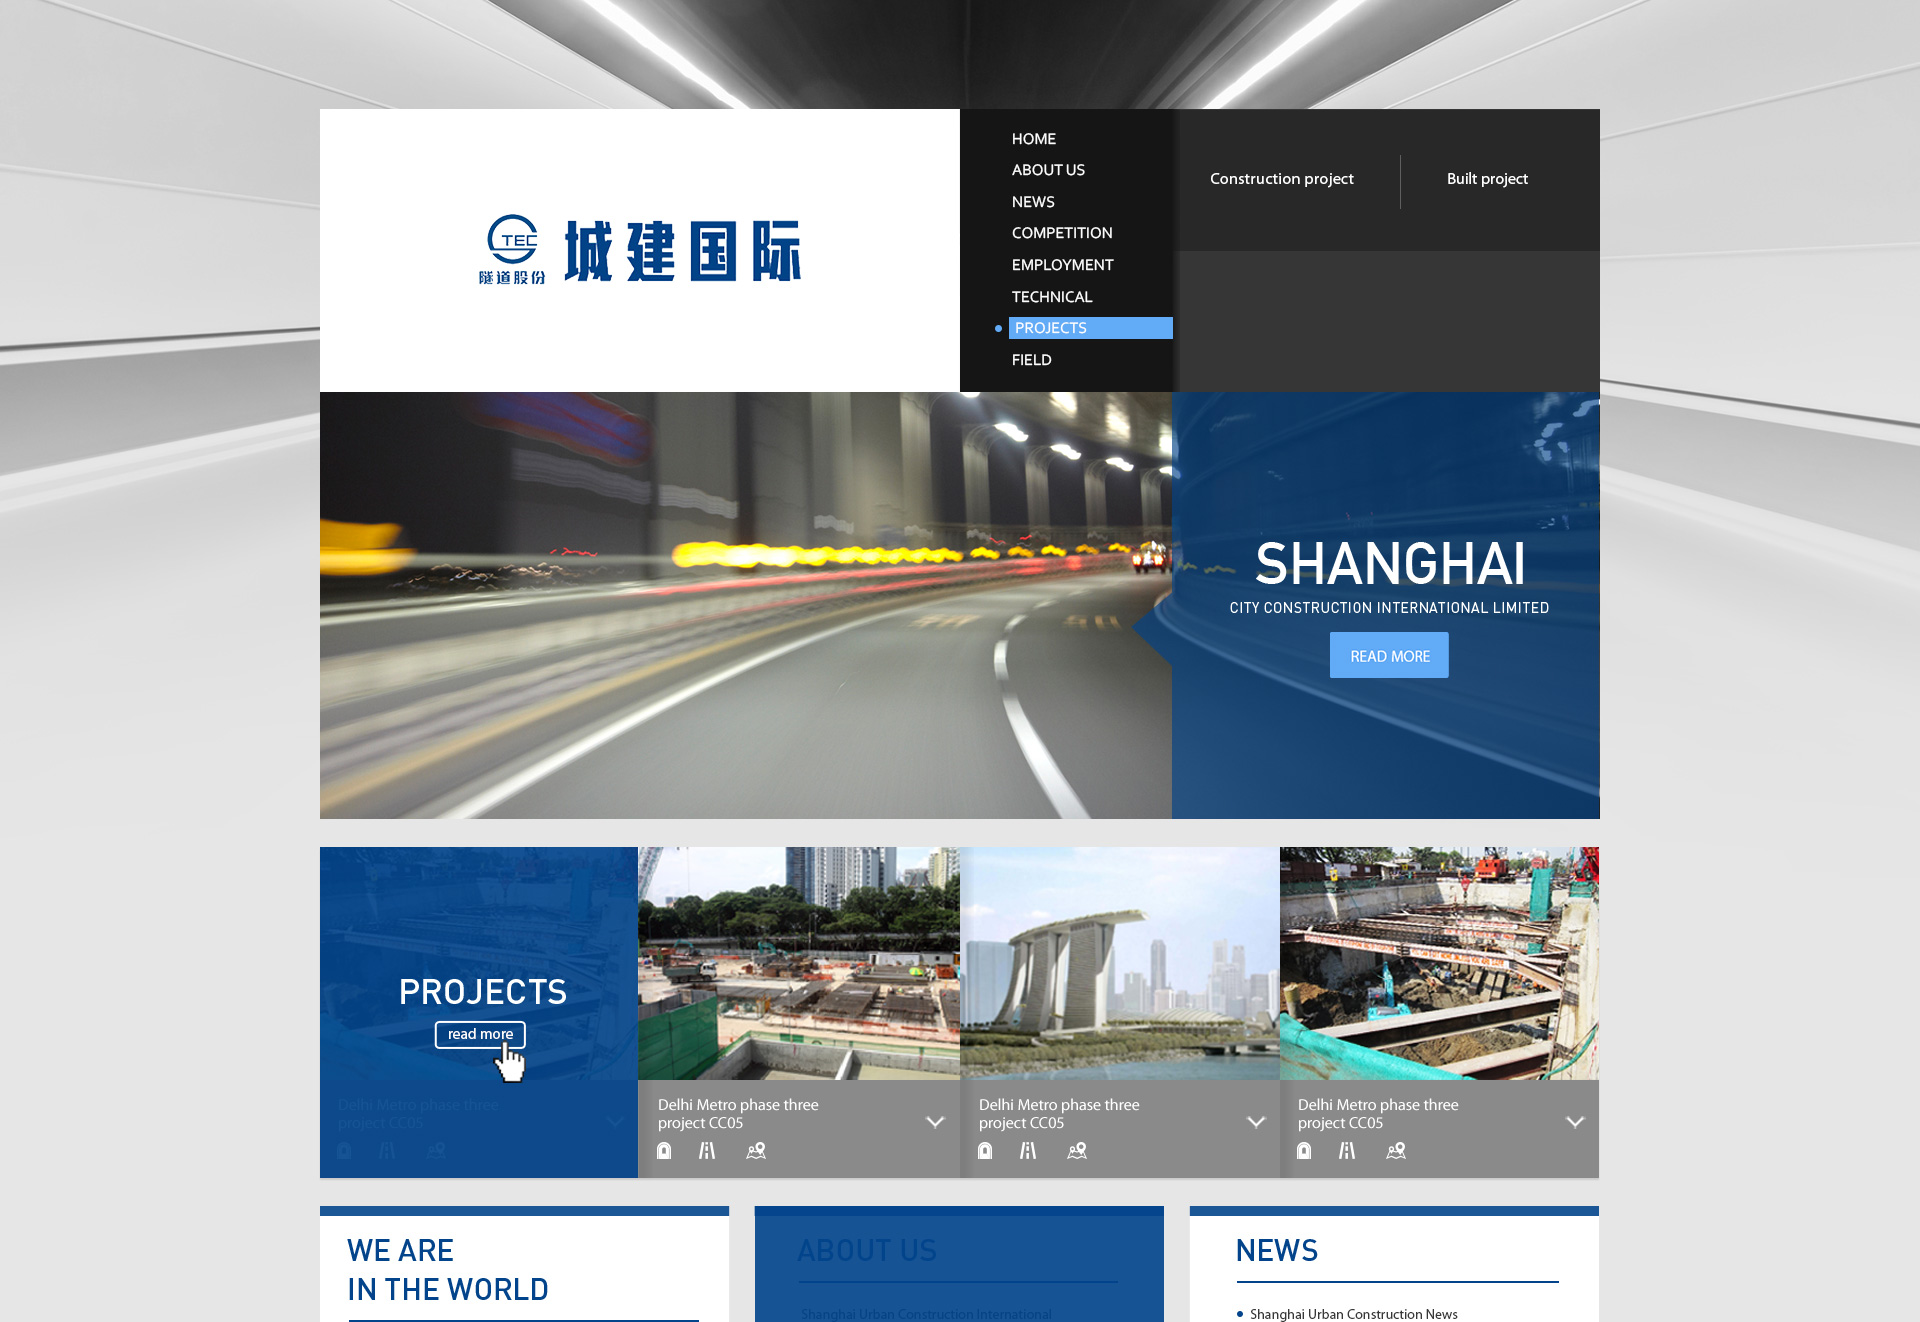 HOME
ABOUT US
NEWS
COMPETITION
EMPLOYMENT
TECHNICAL
PROJECTS
FIELD
Construction project
Built project
TEC
隧道股份
城建国际
SHANGHAI
CITY CONSTRUCTION INTERNATIONAL LIMITED
READ MORE
PROJECTS
read more
Delhi Metro phase three
project CC05
Delhi Metro phase three
project CC05
Delhi Metro phase three
project CC05
Delhi Metro phase three
project CC05
WE ARE
IN THE WORLD
ABOUT US
Shanghai Urban Construction International
NEWS
Shanghai Urban Construction News